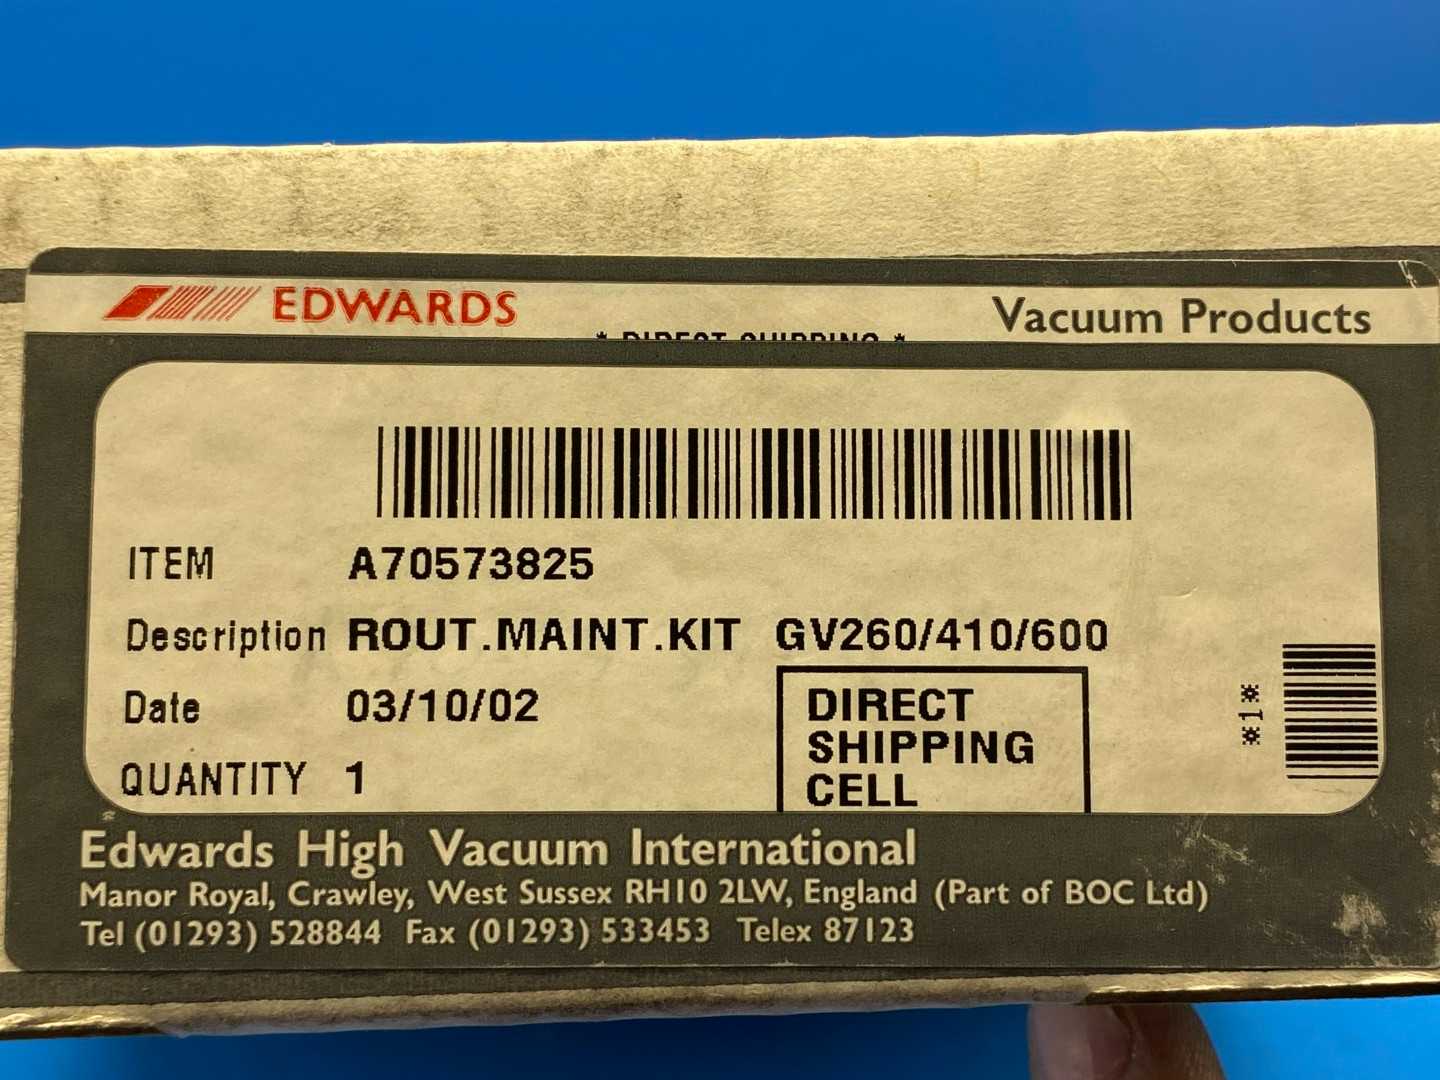 EDWARDS
Vacuum Products
* DIRECT SHIPPING *
ITEM A70573825
Description ROUT.MAINT.KIT GV260/410/600
Date 03/10/02
QUANTITY 1
DIRECT
SHIPPING
CELL
*1*
Edwards High Vacuum International
Manor Royal, Crawley, West Sussex RH10 2LW, England (Part of BOC Ltd)
Tel (01293) 528844 Fax (01293) 533453 Telex 87123